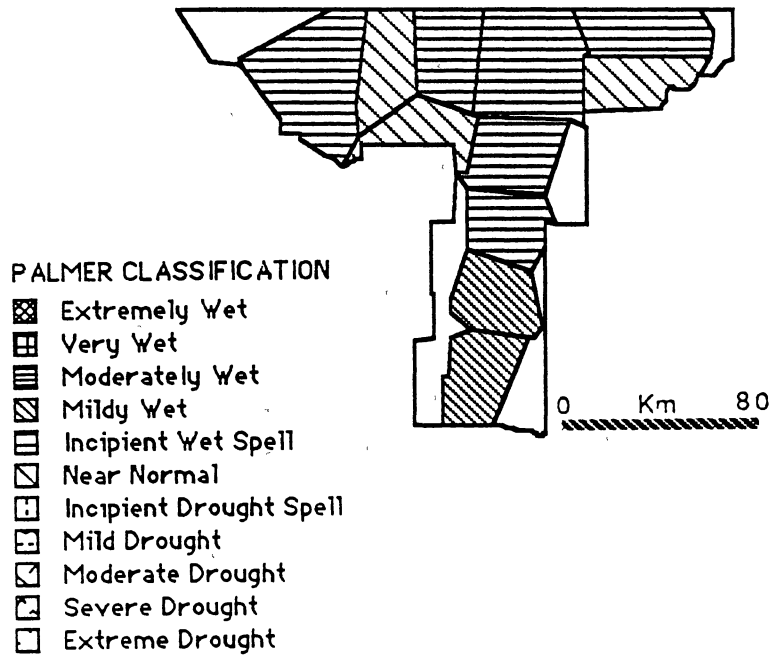 PALMER CLASSIFICATION
Extremely Wet
Very Wet
Moderately Wet
Mildy Wet
Incipient Wet Spell
Near Normal
Incipient Drought Spell
Mild Drought
Moderate Drought
Severe Drought
Extreme Drought
0 Km 80